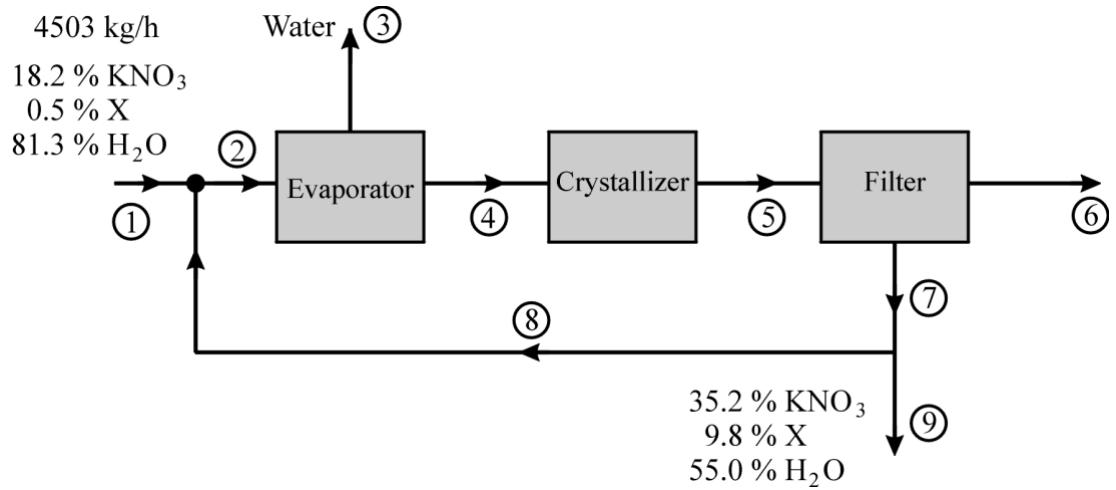 4503 kg/h
18.2 % KNO₃
0.5 % X
81.3 % H₂O
Water
③
②
Evaporator
Crystallizer
Filter
①
④
⑤
⑥
⑦
⑧
35.2 % KNO₃
9.8 % X
55.0 % H₂O
⑨